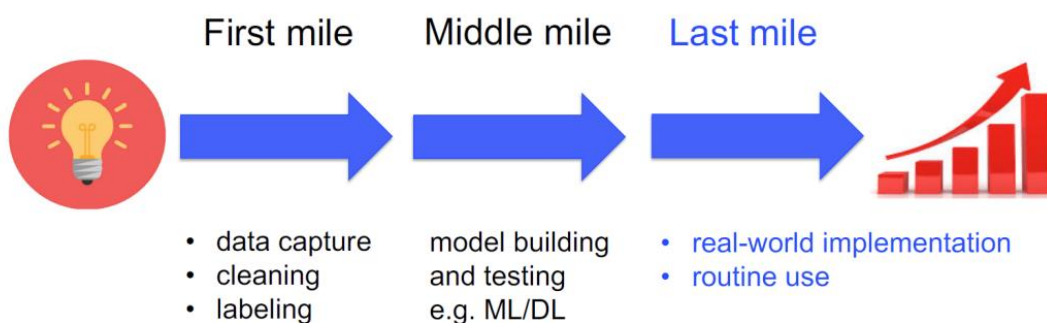 First mile
Middle mile
Last mile
• data capture
• cleaning
• labeling
model building
and testing
e.g. ML/DL
• real-world implementation
• routine use